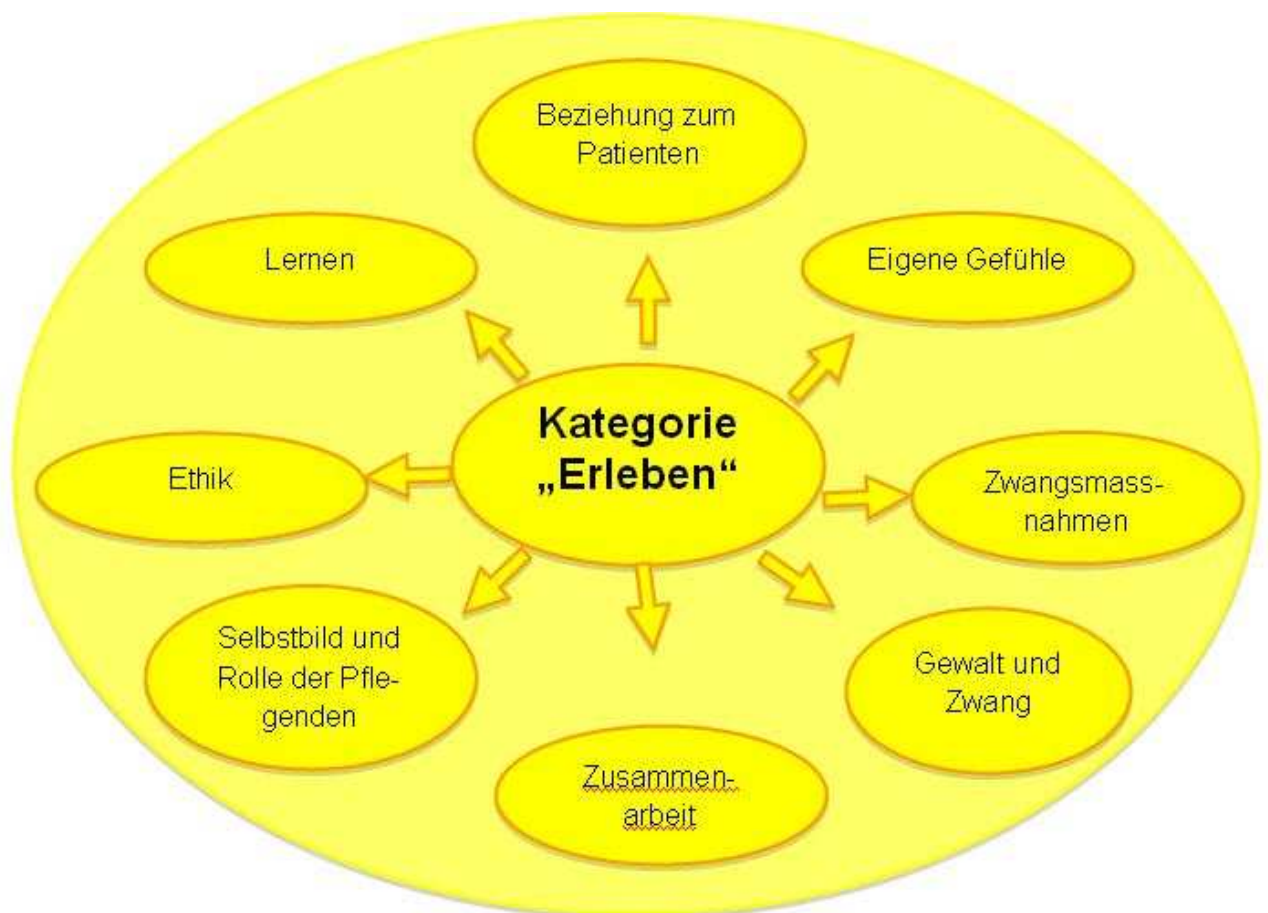 Beziehung zum
Patienten
Lernen
Eigene Gefühle
Kategorie
„Erleben“
Ethik
Zwangsmass-
nahmen
Selbstbild und
Rolle der Pfle-
genden
Gewalt und
Zwang
Zusammen-
arbeit